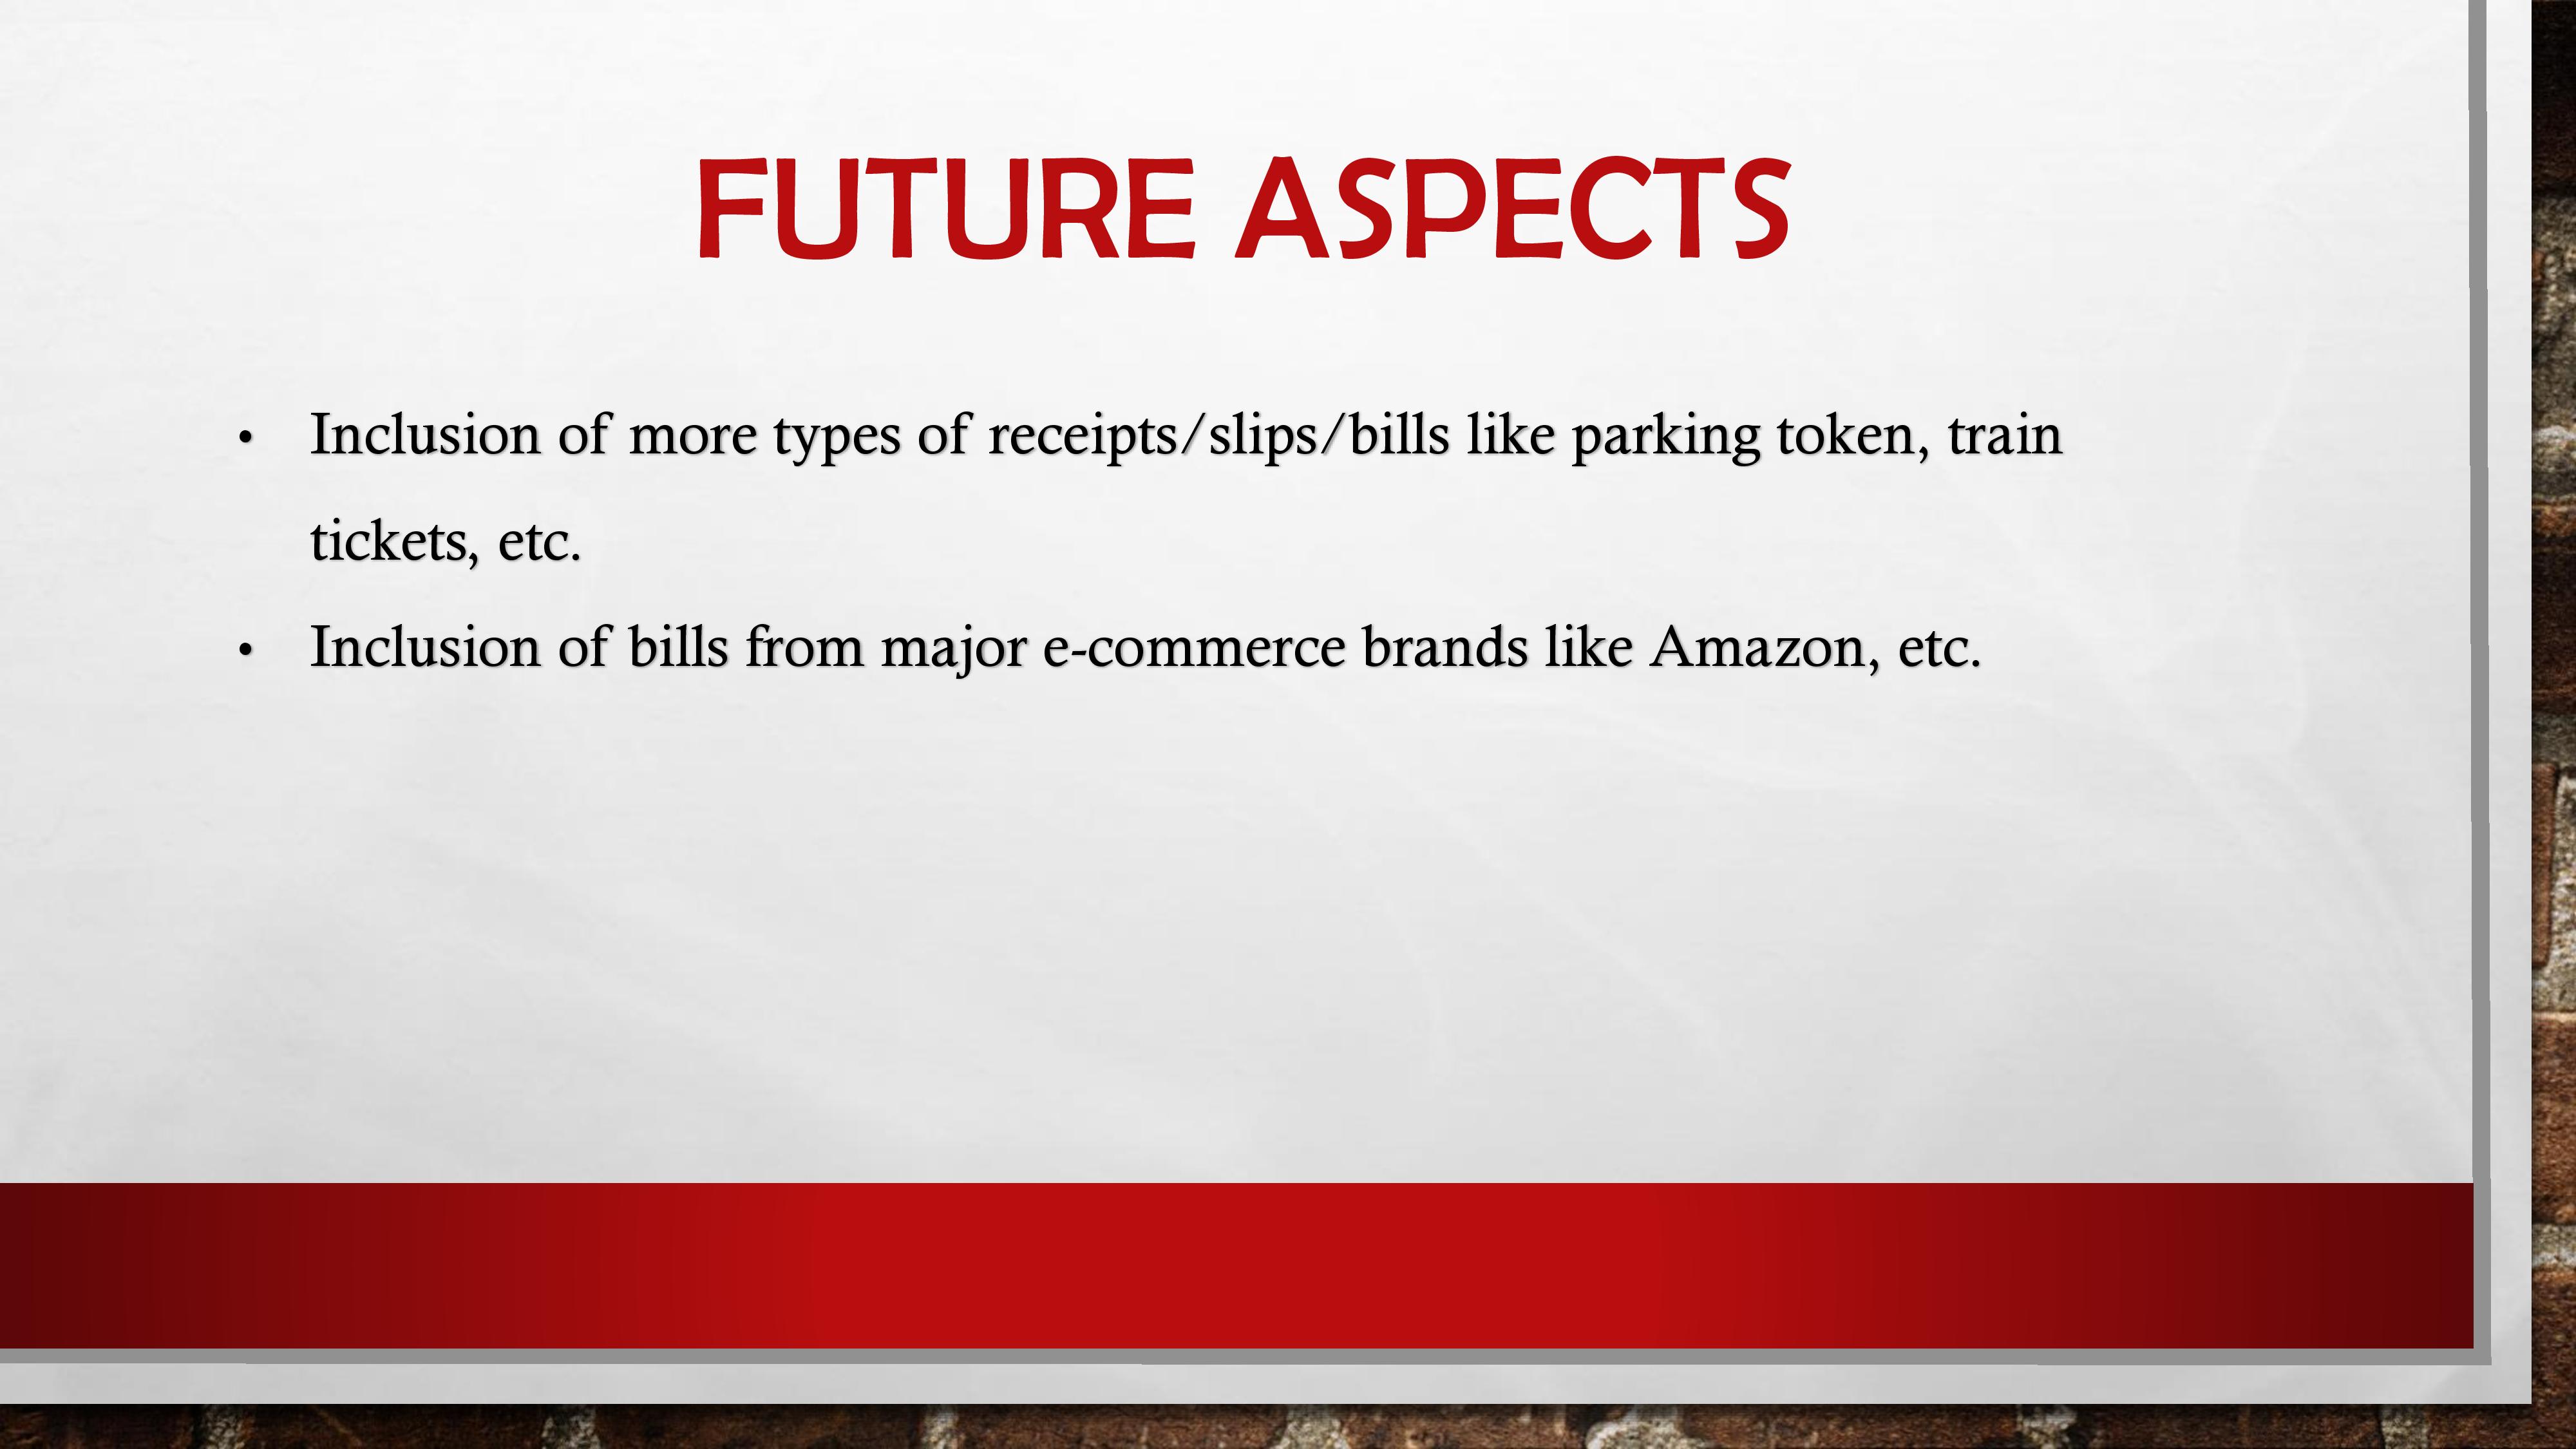 FUTURE ASPECTS
• Inclusion of more types of receipts/slips/bills like parking token, train
tickets, etc.
• Inclusion of bills from major e-commerce brands like Amazon, etc.